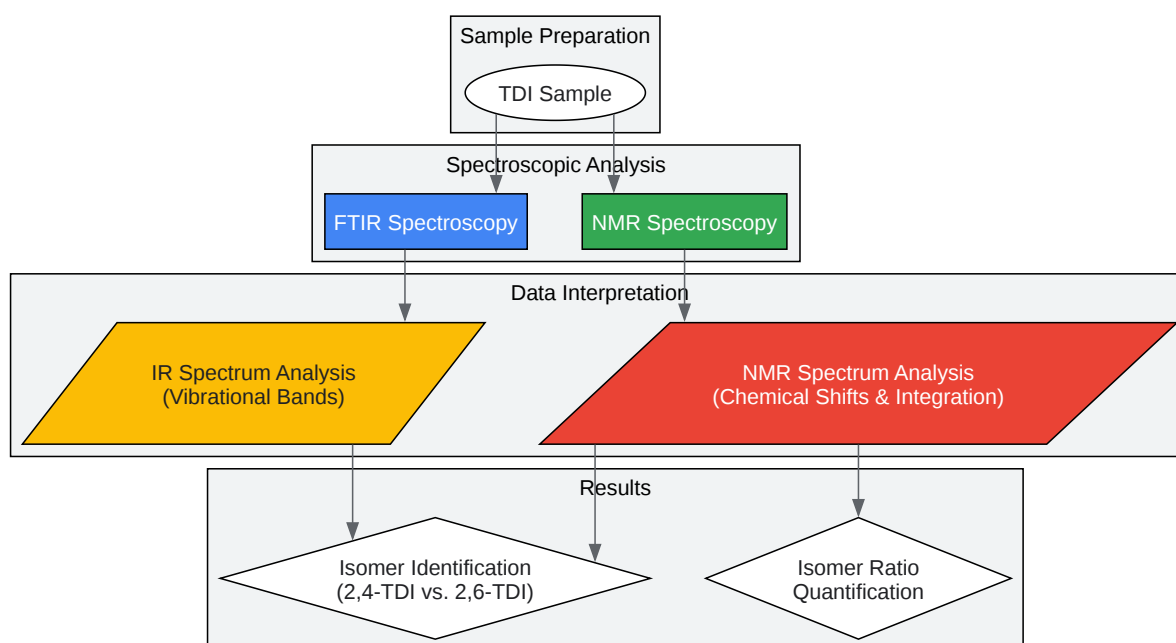 Sample Preparation
TDI Sample
Spectroscopic Analysis
FTIR Spectroscopy
NMR Spectroscopy
Data Interpretation
IR Spectrum Analysis
(Vibrational Bands)
NMR Spectrum Analysis
(Chemical Shifts & Integration)
Results
Isomer Identification
(2,4-TDI vs. 2,6-TDI)
Isomer Ratio
Quantification